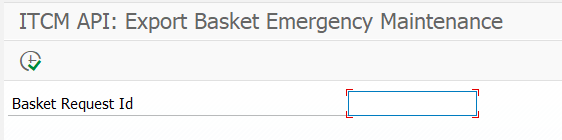 ITCM API: Export Basket Emergency Maintenance
Basket Request Id